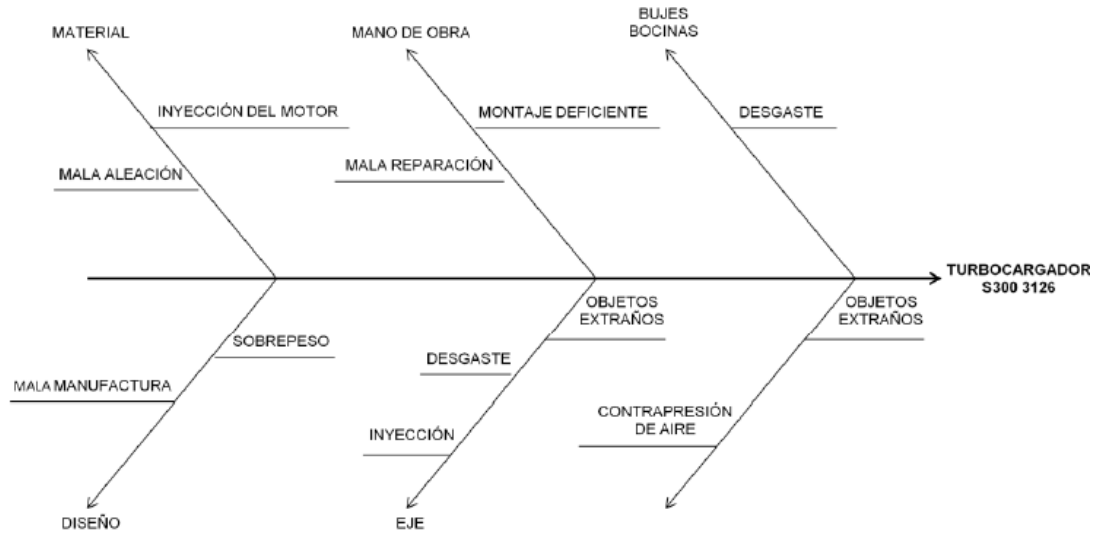 MATERIAL
MANO DE OBRA
BUJES
BOCINAS
INYECCIÓN DEL MOTOR
MONTAJE DEFICIENTE
DESGASTE
MALA ALEACIÓN
MALA REPARACIÓN
TURBOCARGADOR
S300 3126
OBJETOS
EXTRAÑOS
OBJETOS
EXTRAÑOS
SOBREPESO
DESGASTE
MALA MANUFACTURA
INYECCIÓN
CONTRAPRESIÓN
DE AIRE
DISEÑO
EJE